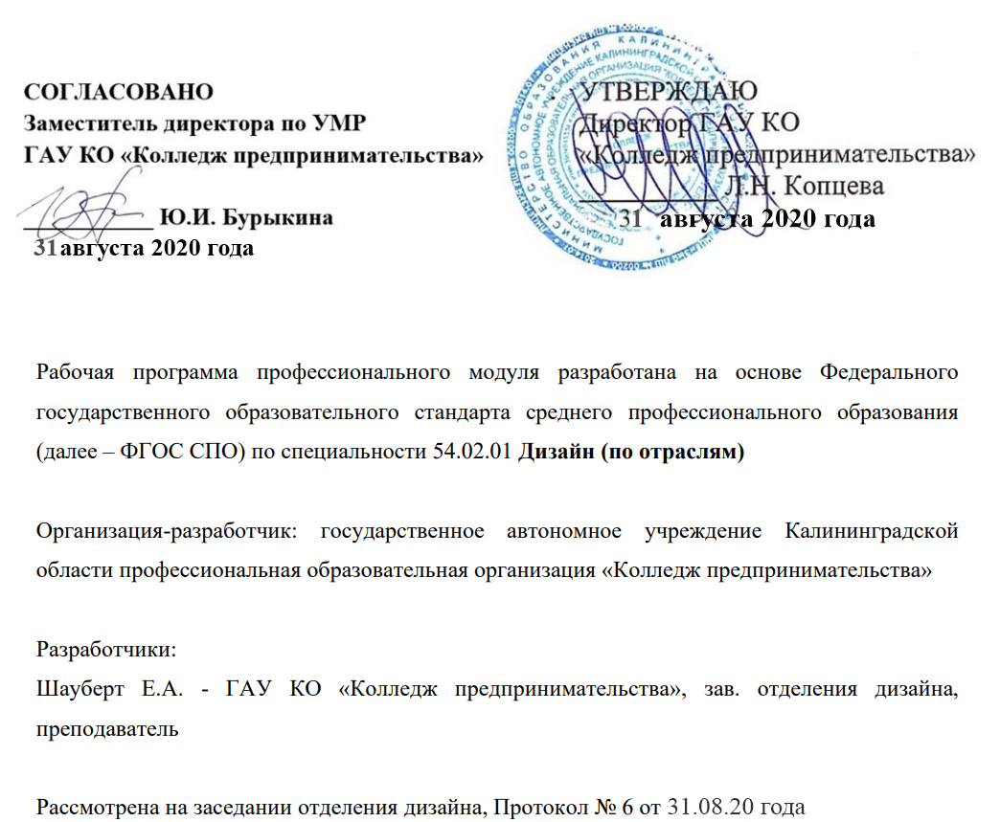 СОГЛАСОВАНО
Заместитель директора по УМР
ГАУ КО «Колледж предпринимательства»
____________ Ю.И. Бурыкина
31августа 2020 года
УТВЕРЖДАЮ
Директор ГАУ КО
«Колледж предпринимательства»
__________ Л.Н. Копцева
31 августа 2020 года
Рабочая программа профессионального модуля разработана на основе Федерального
государственного образовательного стандарта среднего профессионального образования
(далее – ФГОС СПО) по специальности 54.02.01 Дизайн (по отраслям)
Организация-разработчик: государственное автономное учреждение Калининградской
области профессиональная образовательная организация «Колледж предпринимательства»
Разработчики:
Шауберт Е.А. - ГАУ КО «Колледж предпринимательства», зав. отделения дизайна,
преподаватель
Рассмотрена на заседании отделения дизайна, Протокол № 6 от 31.08.20 года